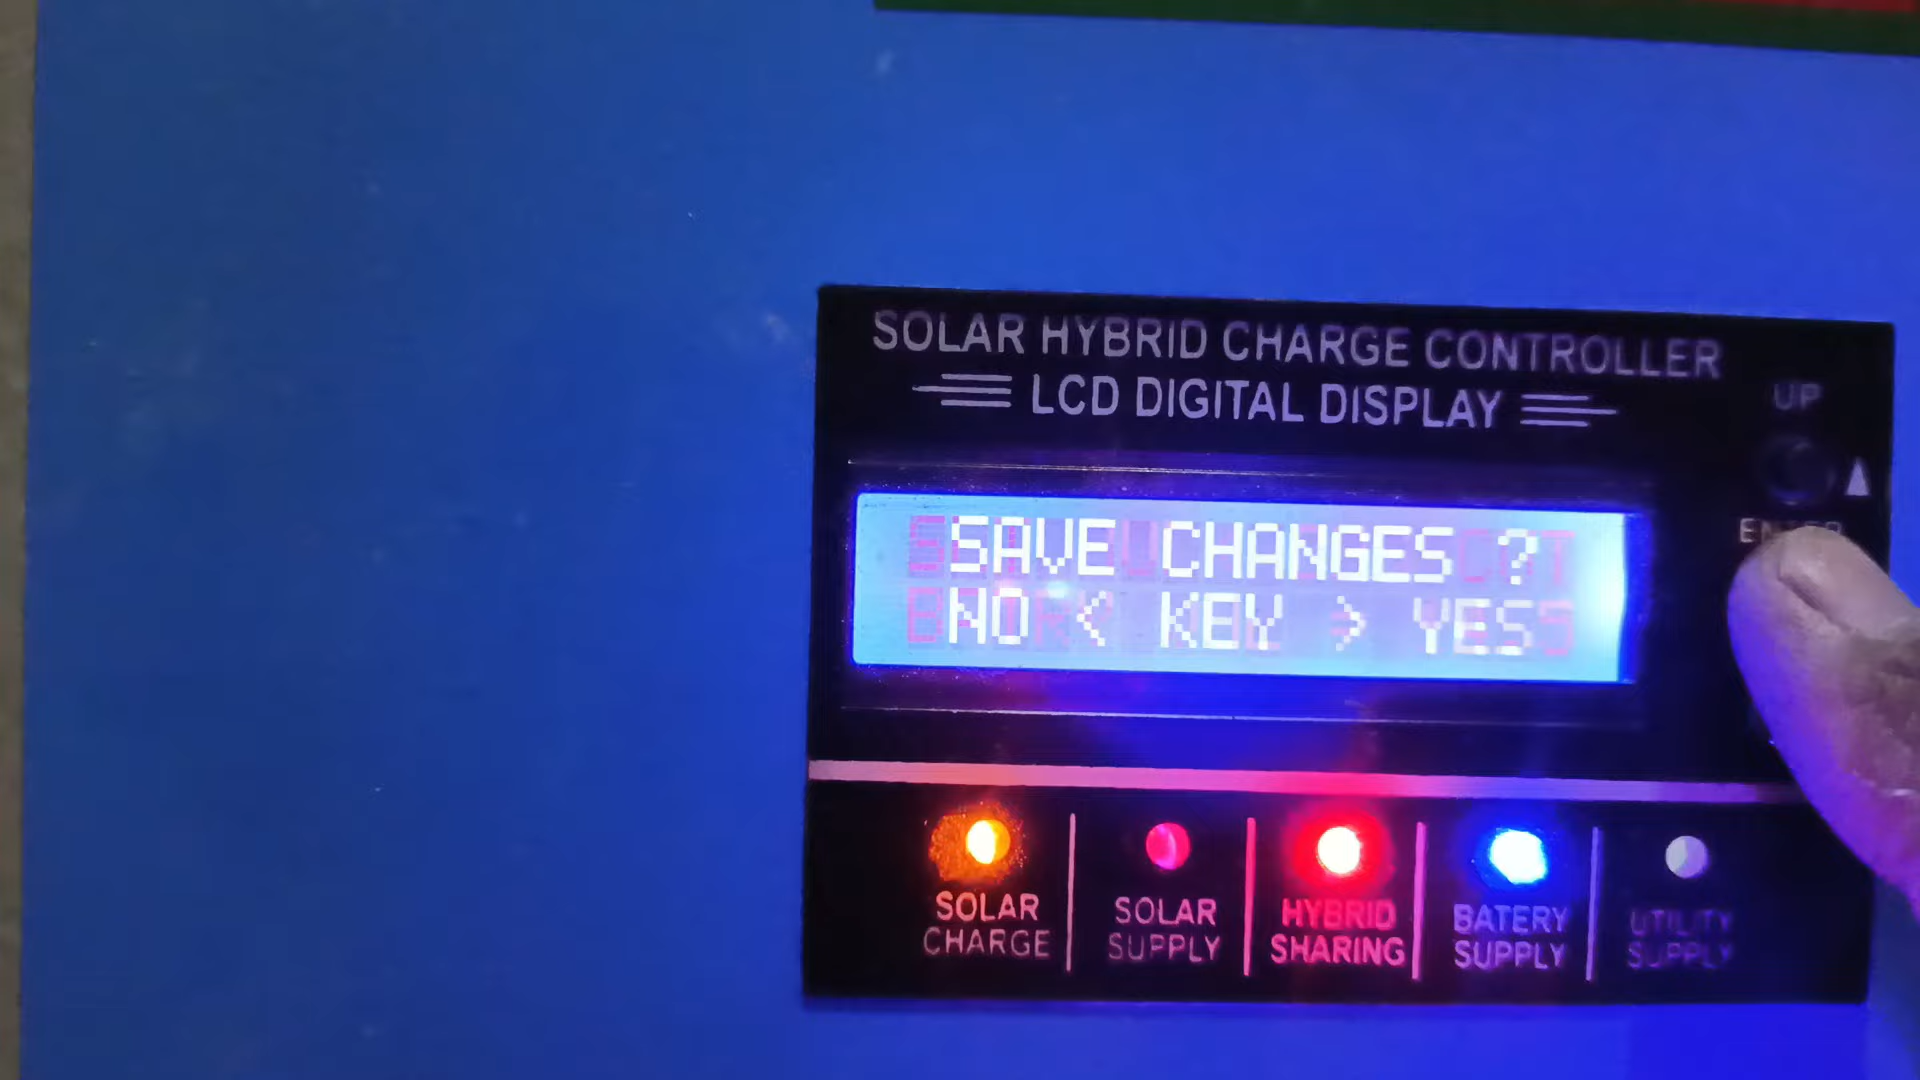 SOLAR HYBRID CHARGE CONTROLLER
LCD DIGITAL DISPLAY
UP
▲
SAVE CHANGES ?
NO < KEY > YES
ENTER
SOLAR CHARGE
SOLAR SUPPLY
HYBRID SHARING
BATERY SUPPLY
UTILITY SUPPLY